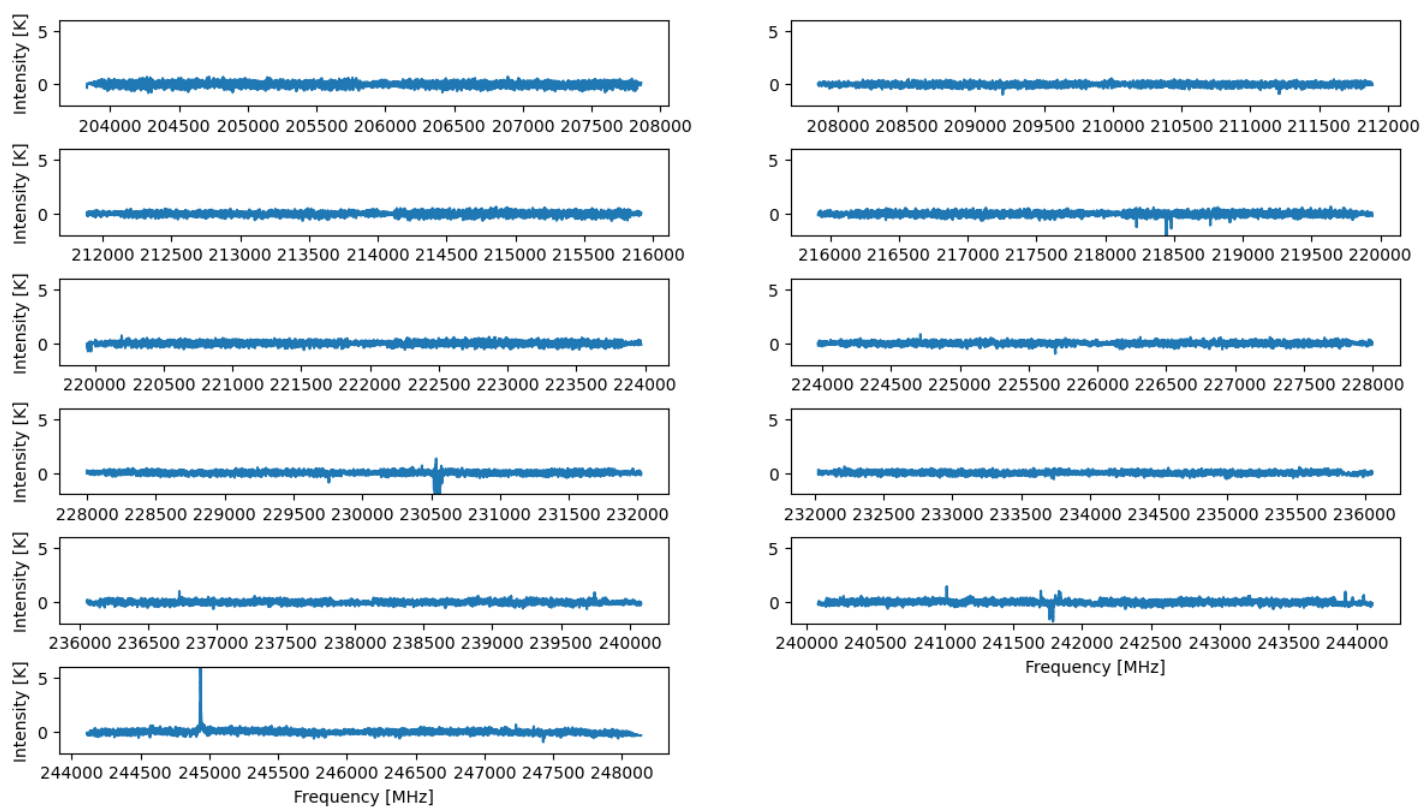 Intensity [K]
5
0
204000 204500 205000 205500 206000 206500 207000 207500 208000
5
0
208000 208500 209000 209500 210000 210500 211000 211500 212000
Intensity [K]
5
0
212000 212500 213000 213500 214000 214500 215000 215500 216000
5
0
216000 216500 217000 217500 218000 218500 219000 219500 220000
Intensity [K]
5
0
220000 220500 221000 221500 222000 222500 223000 223500 224000
5
0
224000 224500 225000 225500 226000 226500 227000 227500 228000
Intensity [K]
5
0
228000 228500 229000 229500 230000 230500 231000 231500 232000
5
0
232000 232500 233000 233500 234000 234500 235000 235500 236000
Intensity [K]
5
0
236000 236500 237000 237500 238000 238500 239000 239500 240000
5
0
240000 240500 241000 241500 242000 242500 243000 243500 244000
Frequency [MHz]
Intensity [K]
5
0
244000 244500 245000 245500 246000 246500 247000 247500 248000
Frequency [MHz]